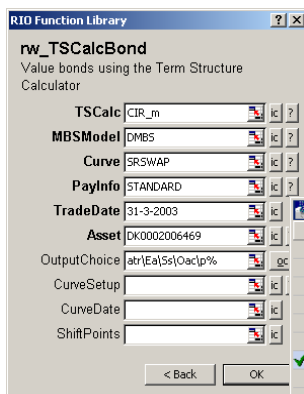 RIO Function Library
rw_TSCalcBond
Value bonds using the Term Structure
Calculator
TSCalc CIR_m ic ?
MBSModel DMBS ic ?
Curve SRSWAP ic ?
PayInfo STANDARD ic ?
TradeDate 31-3-2003 ic
Asset DK0002006469 ic
OutputChoice atr\Ea\Ss\Oac\p%
CurveSetup ic
CurveDate ic
ShiftPoints ic
< Back OK